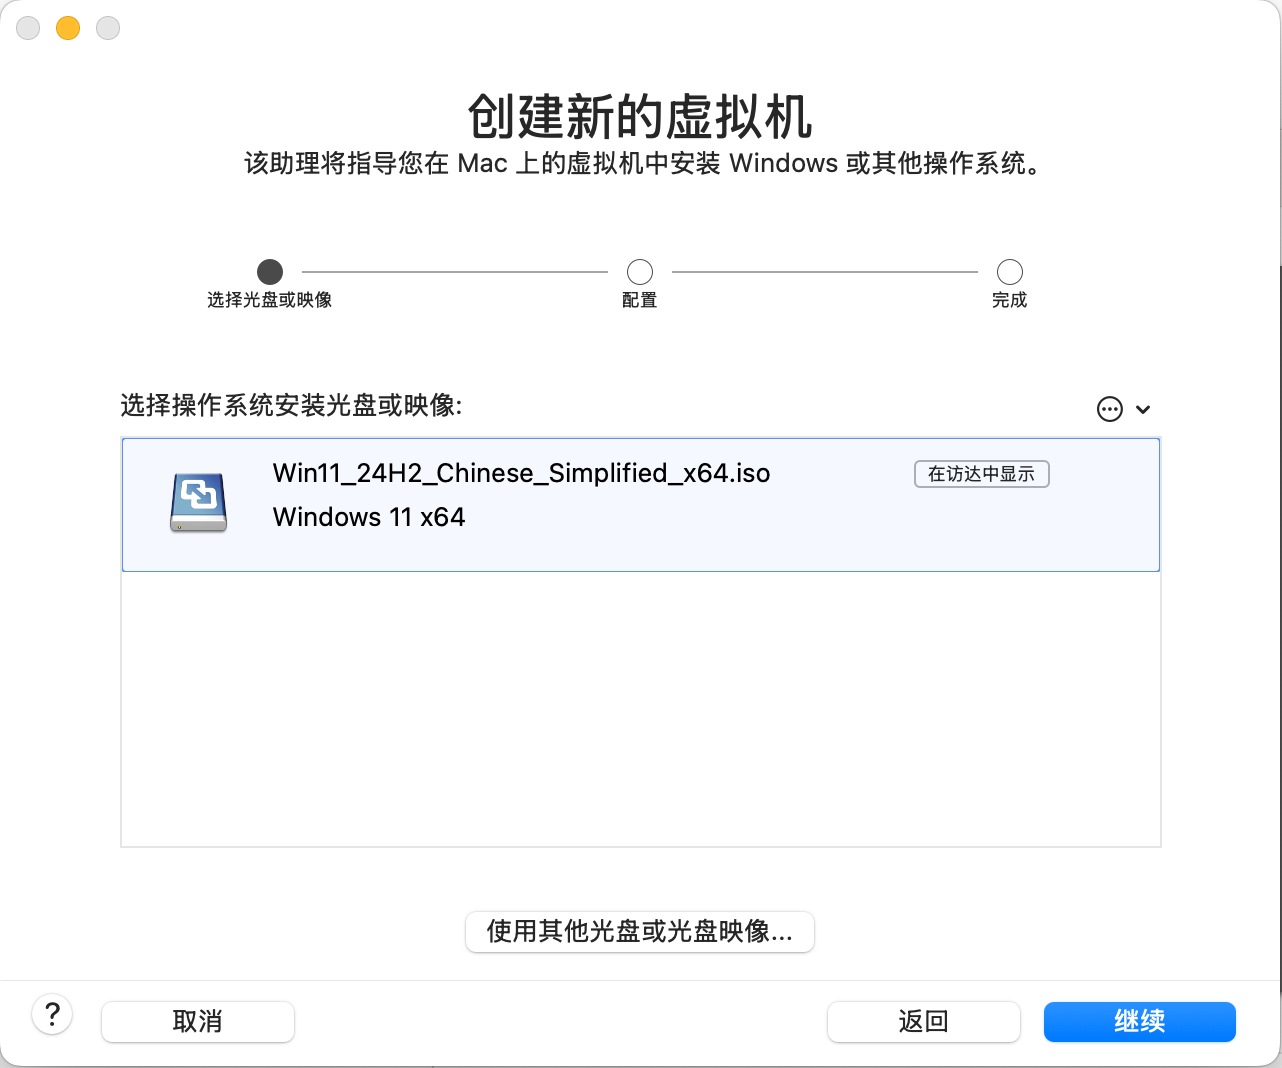 创建新的虚拟机
该助理将指导您在 Mac 上的虚拟机中安装 Windows 或其他操作系统。
选择光盘或映像
配置
完成
选择操作系统安装光盘或映像:
Win11_24H2_Chinese_Simplified_x64.iso
在访达中显示
Windows 11 x64
使用其他光盘或光盘映像...
?
取消
返回
继续